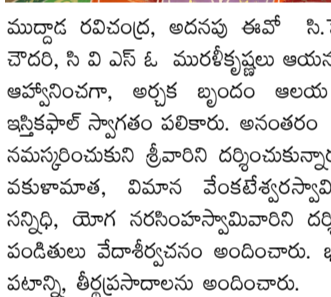 ముద్దాడ రవిచంద్ర, అదనపు ఈవో సి.
చౌదరి, సి వి ఎస్ ఓ మురళీకృష్ణలు ఆయన
ఆహ్వానించగా, అర్చక బృందం ఆలయ
ఇస్తికఫాల్ స్వాగతం పలికారు. అనంతరం
నమస్కరించుకుని శ్రీవారిని దర్శించుకున్నార
వకుళామాత, విమాన వేంకటేశ్వరస్వామి
సన్నిధి, యోగ నరసింహస్వామివారిని దర్శి
పండితులు వేదాశీర్వచనం అందించారు.
పటాన్ని, తీర్థప్రసాదాలను అందించారు.